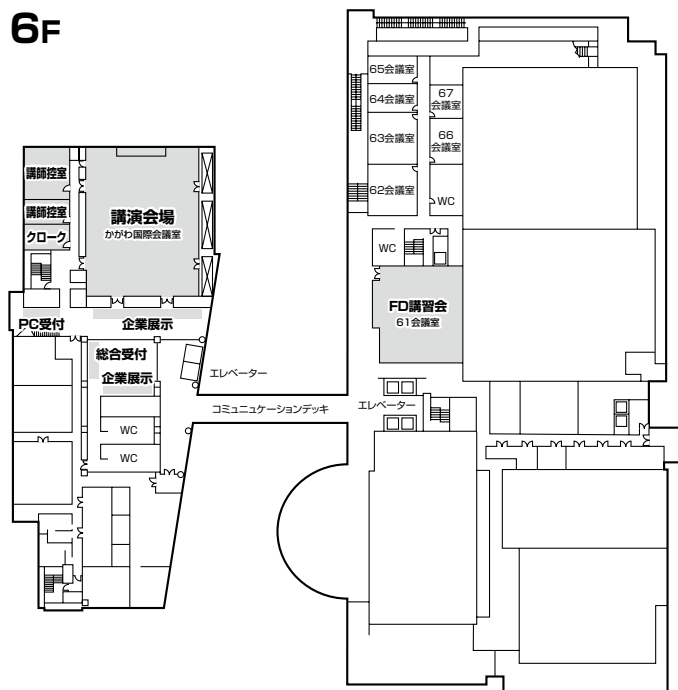 6F
講師控室
講師控室
クローク
講演会場
かがわ国際会議室
PC受付
企業展示
総合受付
企業展示
WC
WC
エレベーター
コミュニケーションデッキ
エレベーター
65会議室
64会議室
63会議室
62会議室
67
会議室
66
会議室
WC
WC
FD講習会
61会議室